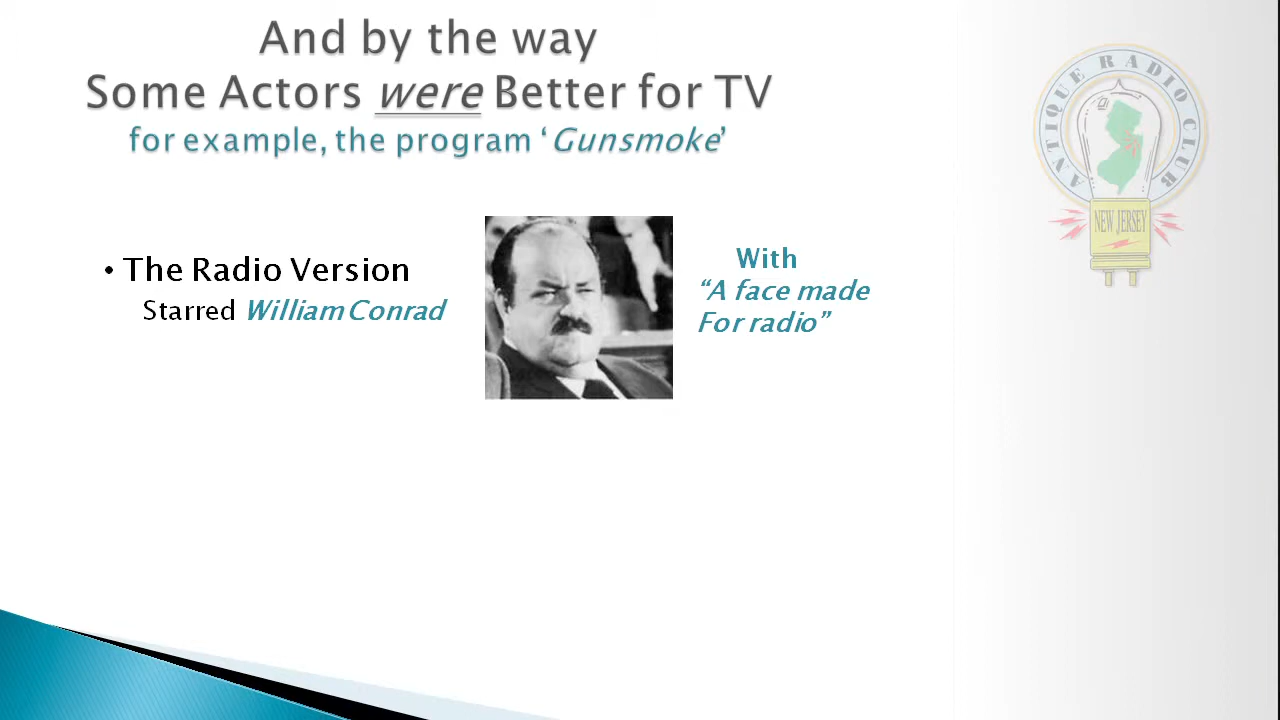 And by the way
Some Actors were Better for TV
for example, the program ‘Gunsmoke’
• The Radio Version
Starred William Conrad
With
“A face made
For radio”
ANTIQUE RADIO CLUB
NEW JERSEY